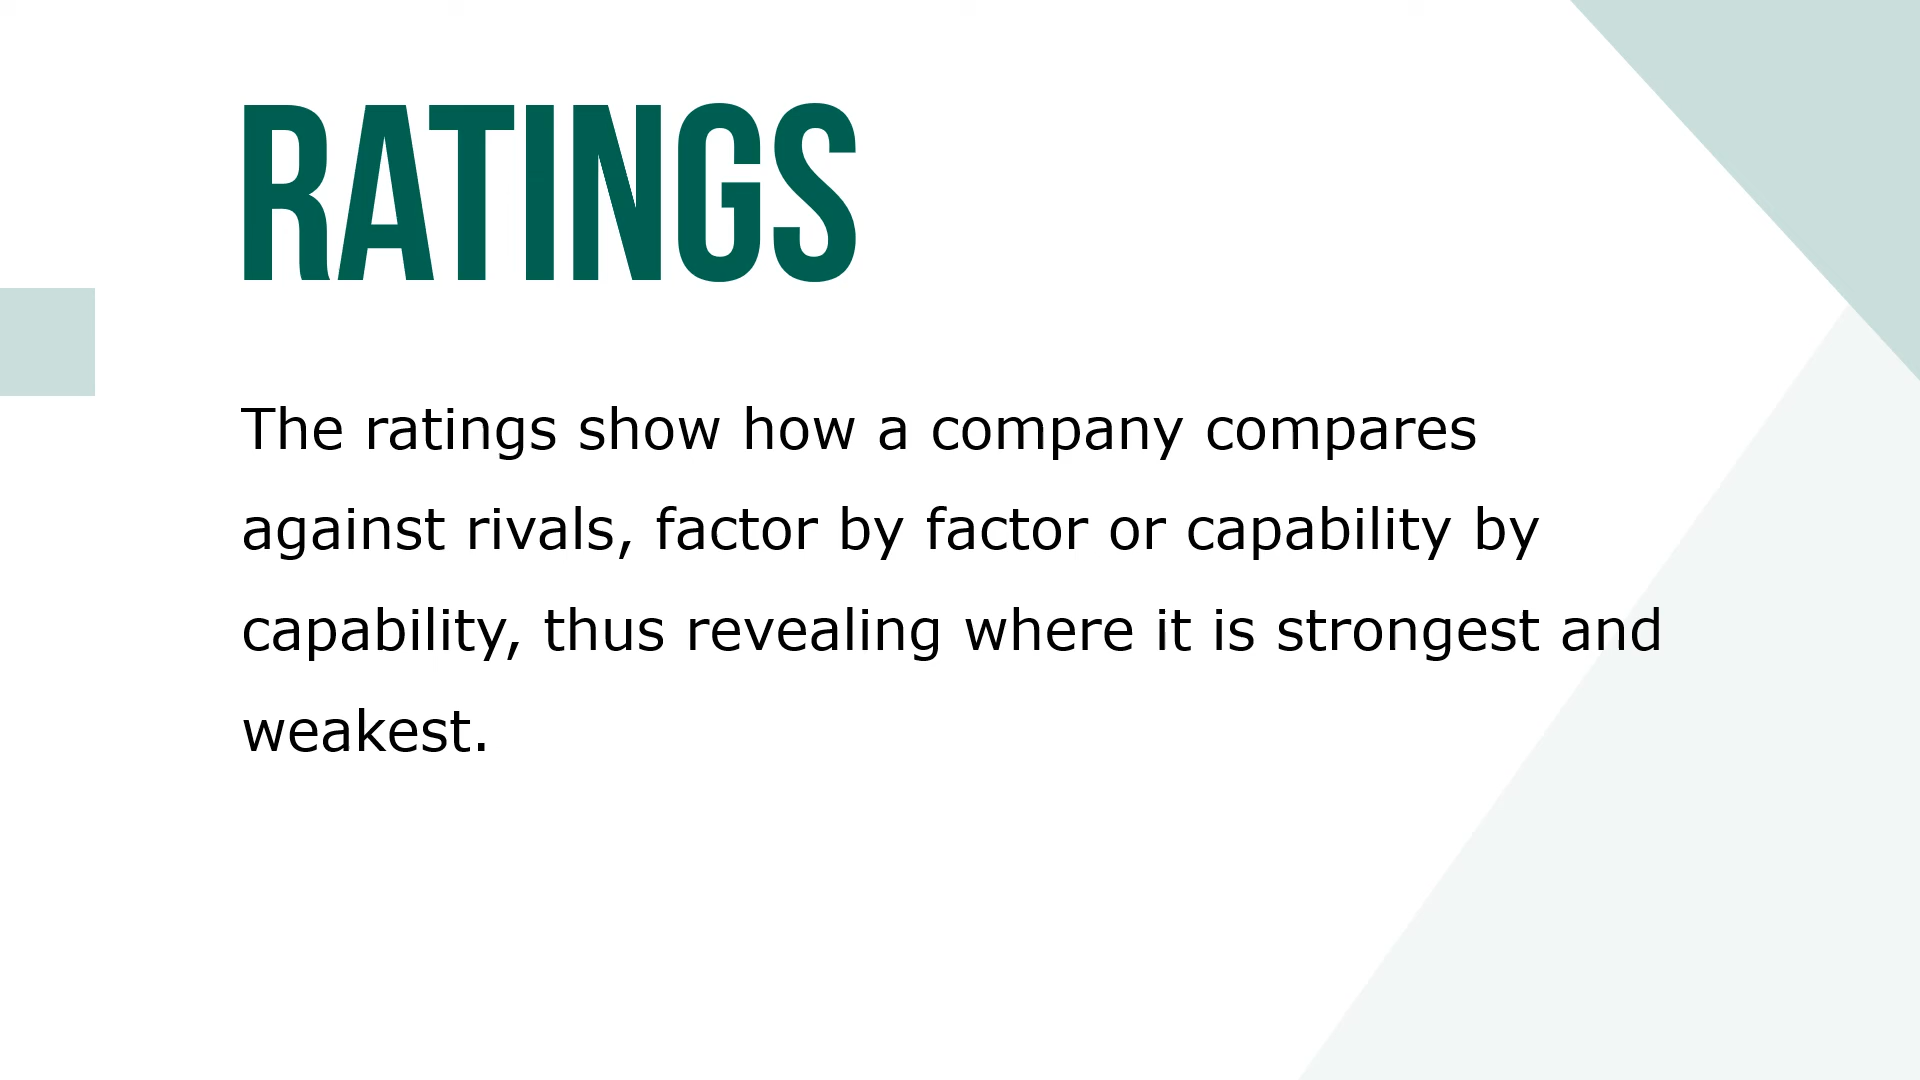 RATINGS
The ratings show how a company compares
against rivals, factor by factor or capability by
capability, thus revealing where it is strongest and
weakest.